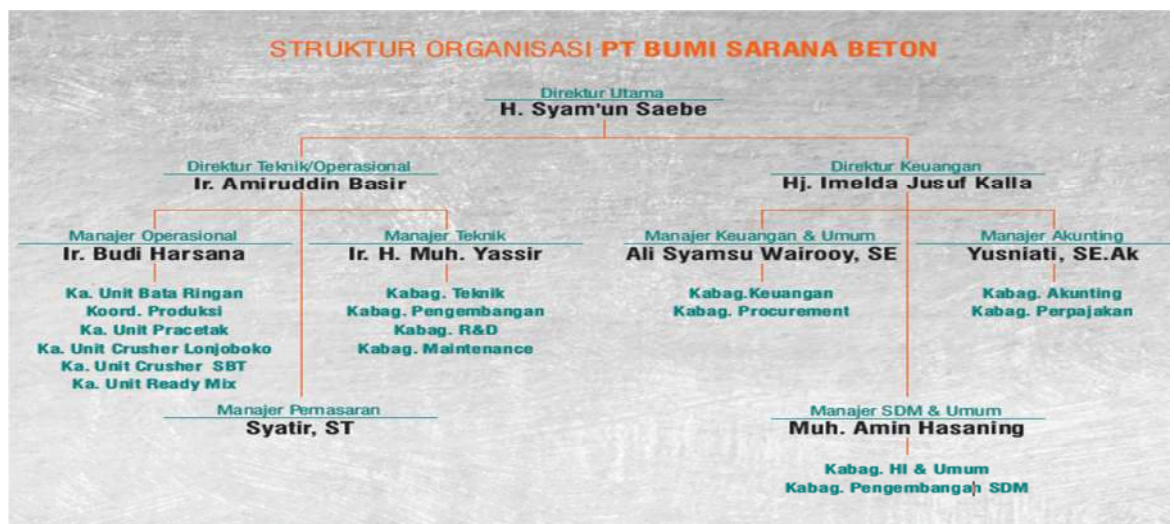 STRUKTUR ORGANISASI PT BUMI SARANA BETON
Direktur Utama
H. Syam'un Saebe
Direktur Teknik/Operasional
Ir. Amiruddin Basir
Direktur Keuangan
Hj. Imelda Jusuf Kalla
Manajer Operasional
Ir. Budi Harsana
Manajer Teknik
Ir. H. Muh. Yassir
Manajer Keuangan & Umum
Ali Syamsu Wairooy, SE
Manajer Akunting
Yusniati, SE.Ak
Ka. Unit Bata Ringan
Koord. Produksi
Ka. Unit Pracetak
Ka. Unit Crusher Lonjoboko
Ka. Unit Crusher SBT
Ka. Unit Ready Mix
Kabag. Teknik
Kabag. Pengembangan
Kabag. R&D
Kabag. Maintenance
Kabag.Keuangan
Kabag. Procurement
Kabag. Akunting
Kabag. Perpajakan
Manajer Pemasaran
Syatir, ST
Manajer SDM & Umum
Muh. Amin Hasaning
Kabag. HI & Umum
Kabag. Pengembangan SDM